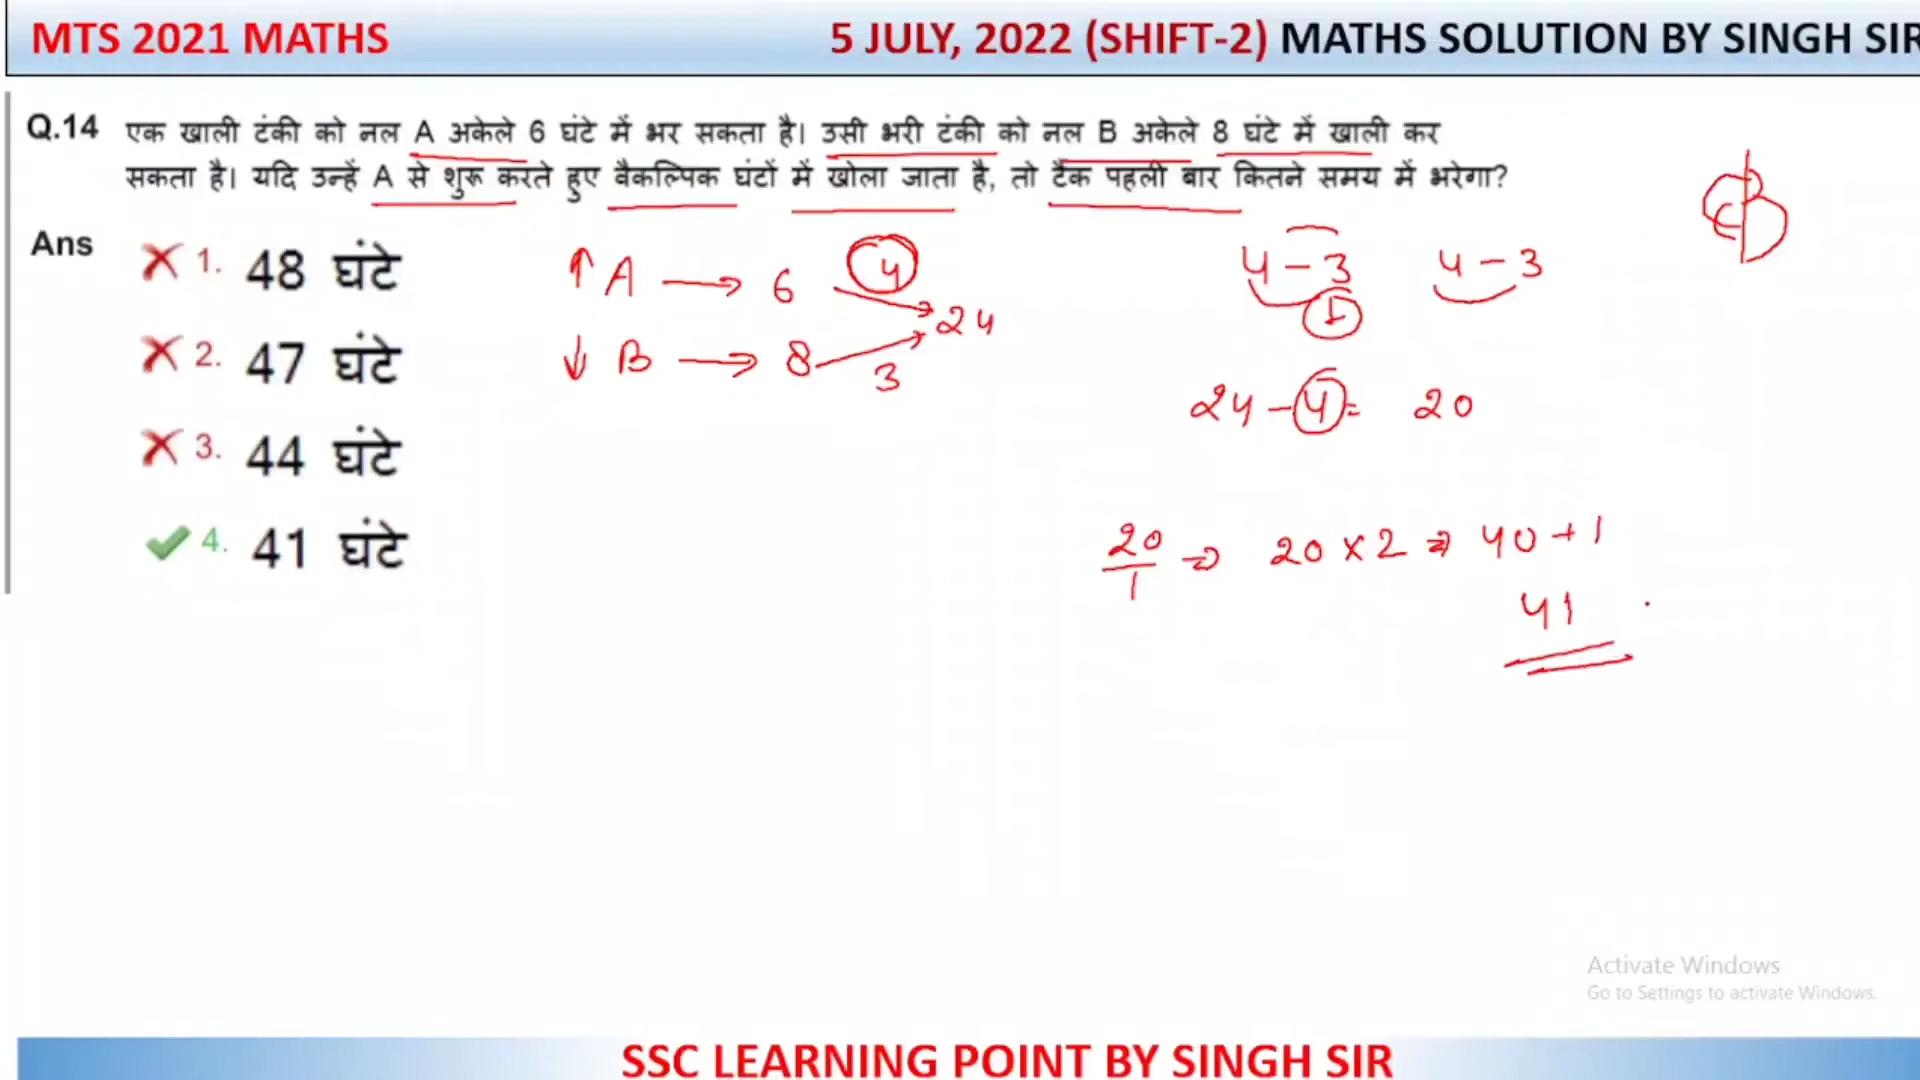 MTS 2021 MATHS
5 JULY, 2022 (SHIFT-2) MATHS SOLUTION BY SINGH SIR
Q.14 एक खाली टंकी को नल A अकेले 6 घंटे में भर सकता है। उसी भरी टंकी को नल B अकेले 8 घंटे में खाली कर
सकता है। यदि उन्हें A से शुरू करते हुए वैकल्पिक घंटों में खोला जाता है, तो टैंक पहली बार कितने समय में भरेगा?
Ans
1. 48 घंटे
2. 47 घंटे
3. 44 घंटे
4. 41 घंटे
↑ A → 6 4
24
↓ B → 8 3
4 - 3 4 - 3
1
24 - 4 = 20
20/1 ⇒ 20 × 2 ⇒ 40 + 1
41
Activate Windows
Go to Settings to activate Windows.
SSC LEARNING POINT BY SINGH SIR